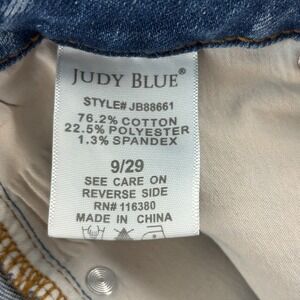 JUDY BLUE®
STYLE# JB88661
76.2% COTTON
22.5% POLYESTER
1.3% SPANDEX
9/29
SEE CARE ON
REVERSE SIDE
RN# 116380
MADE IN CHINA